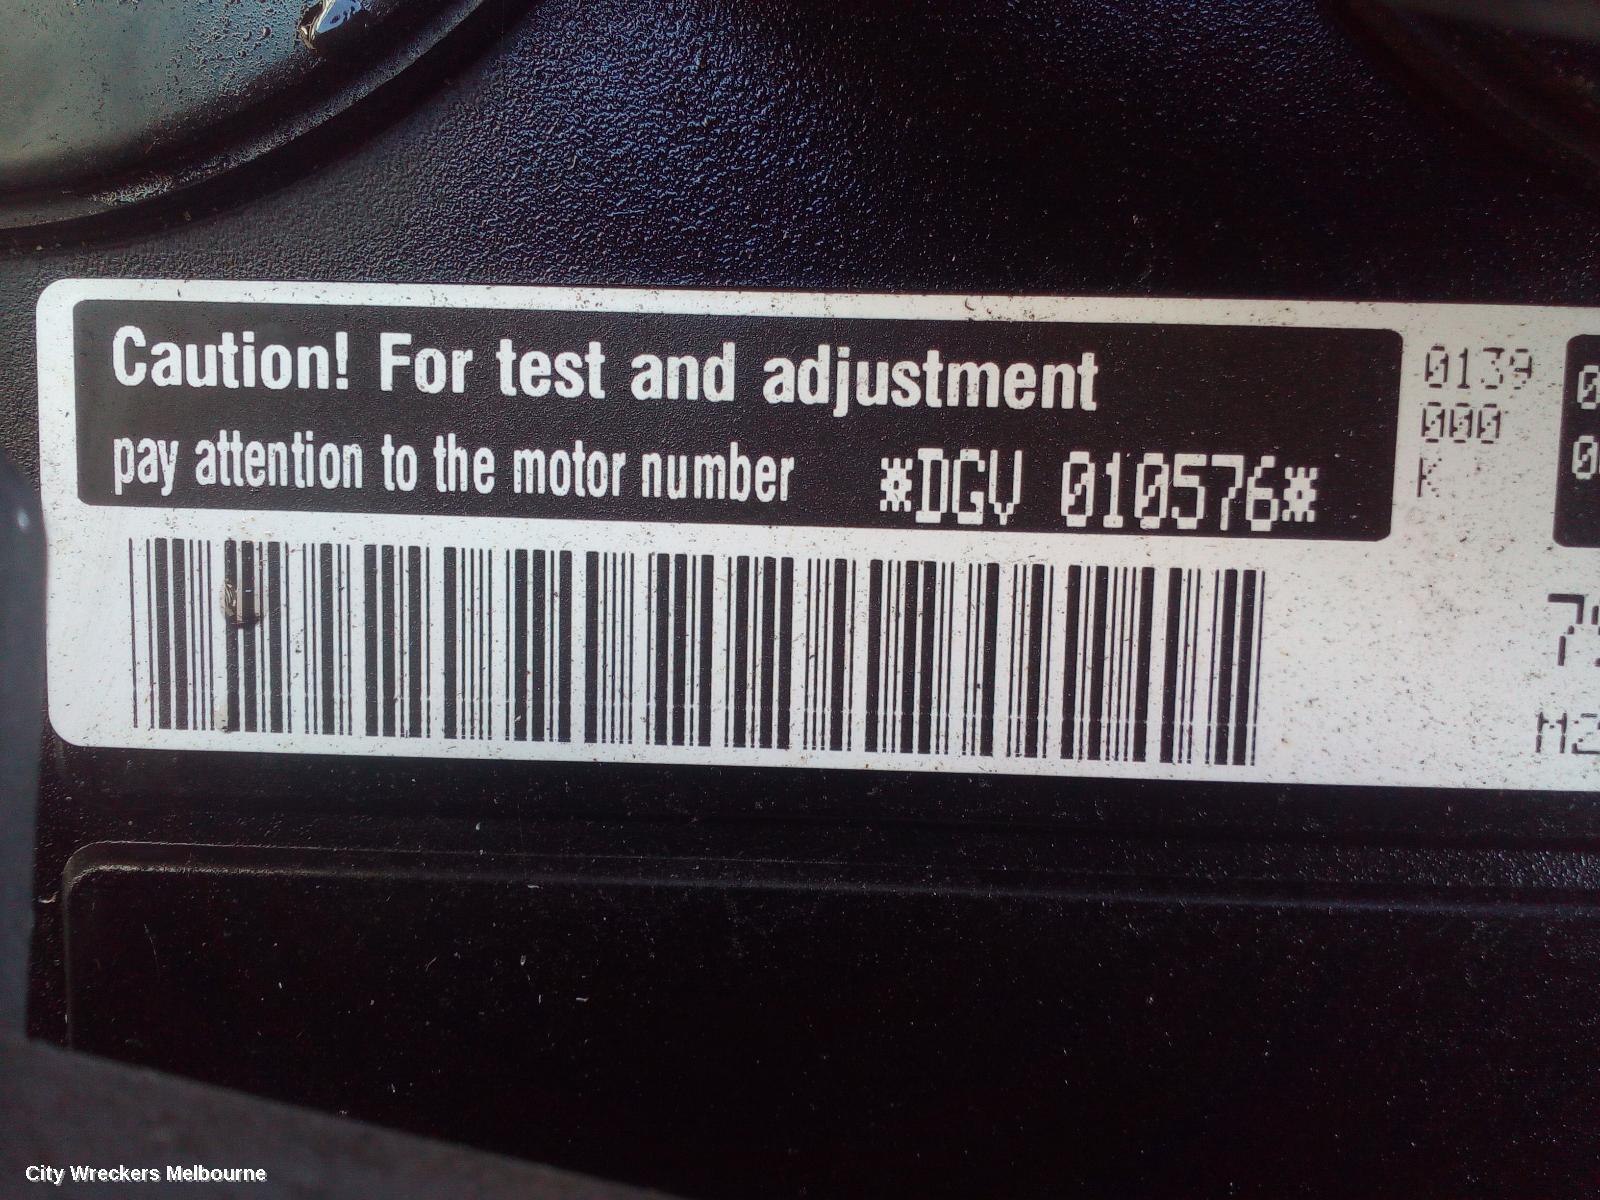 Caution! For test and adjustment
pay attention to the motor number *DGV 010576*
0139
000
K
City Wreckers Melbourne